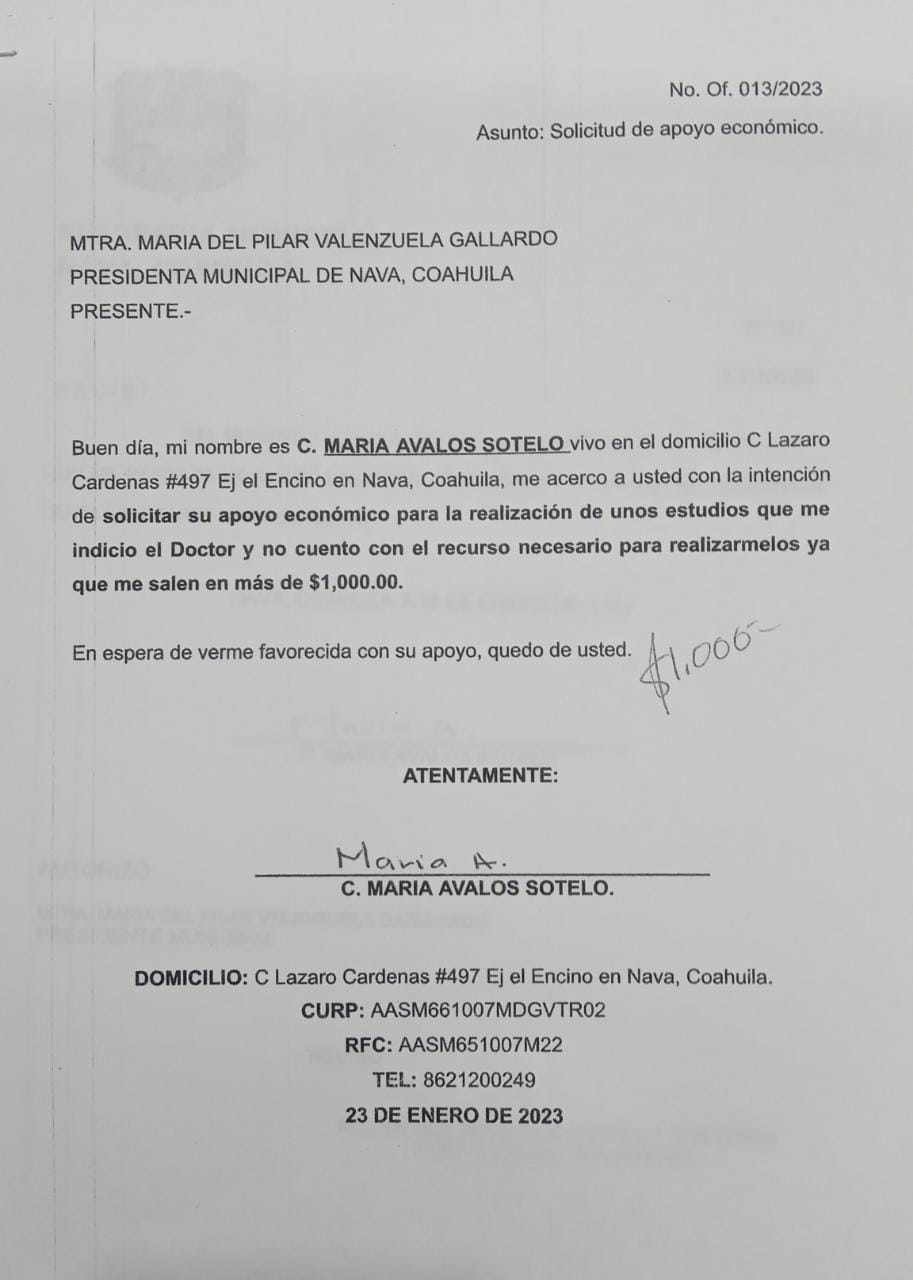 No. Of. 013/2023
Asunto: Solicitud de apoyo económico.
MTRA. MARIA DEL PILAR VALENZUELA GALLARDO
PRESIDENTA MUNICIPAL DE NAVA, COAHUILA
PRESENTE.-
Buen día, mi nombre es C. MARIA AVALOS SOTELO vivo en el domicilio C Lazaro
Cardenas #497 Ej el Encino en Nava, Coahuila, me acerco a usted con la intención
de solicitar su apoyo económico para la realización de unos estudios que me
indicio el Doctor y no cuento con el recurso necesario para realizarmelos ya
que me salen en más de $1,000.00.
En espera de verme favorecida con su apoyo, quedo de usted.
$1,000-
ATENTAMENTE:
Maria A.
C. MARIA AVALOS SOTELO.
DOMICILIO: C Lazaro Cardenas #497 Ej el Encino en Nava, Coahuila.
CURP: AASM661007MDGVTR02
RFC: AASM651007M22
TEL: 8621200249
23 DE ENERO DE 2023